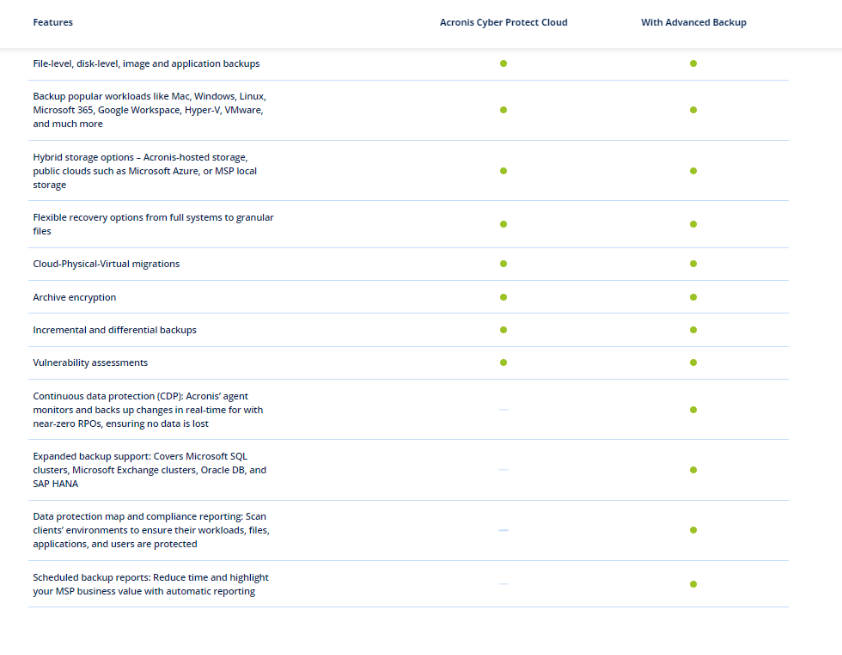 Features Acronis Cyber Protect Cloud With Advanced Backup
File-level, disk-level, image and application backups
Backup popular workloads like Mac, Windows, Linux,
Microsoft 365, Google Workspace, Hyper-V, VMware,
and much more
Hybrid storage options – Acronis-hosted storage,
public clouds such as Microsoft Azure, or MSP local
storage
Flexible recovery options from full systems to granular
files
Cloud-Physical-Virtual migrations
Archive encryption
Incremental and differential backups
Vulnerability assessments
Continuous data protection (CDP): Acronis’ agent
monitors and backs up changes in real-time for with
near-zero RPOs, ensuring no data is lost
Expanded backup support: Covers Microsoft SQL
clusters, Microsoft Exchange clusters, Oracle DB, and
SAP HANA
Data protection map and compliance reporting: Scan
clients’ environments to ensure their workloads, files,
applications, and users are protected
Scheduled backup reports: Reduce time and highlight
your MSP business value with automatic reporting